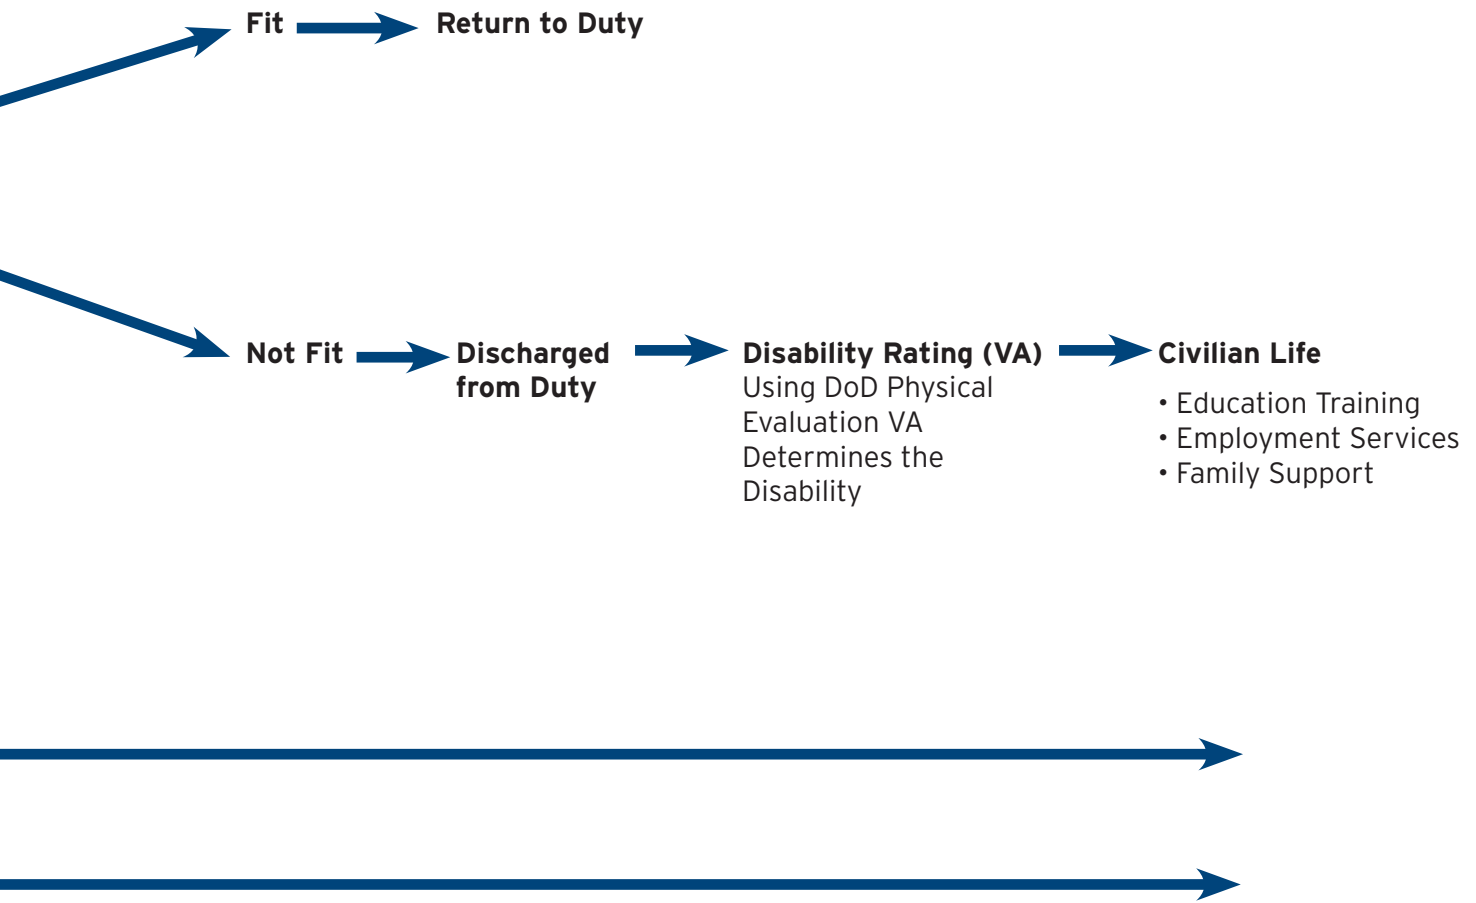 Fit
Return to Duty
Not Fit
Discharged
from Duty
Disability Rating (VA)
Using DoD Physical
Evaluation VA
Determines the
Disability
Civilian Life
• Education Training
• Employment Services
• Family Support